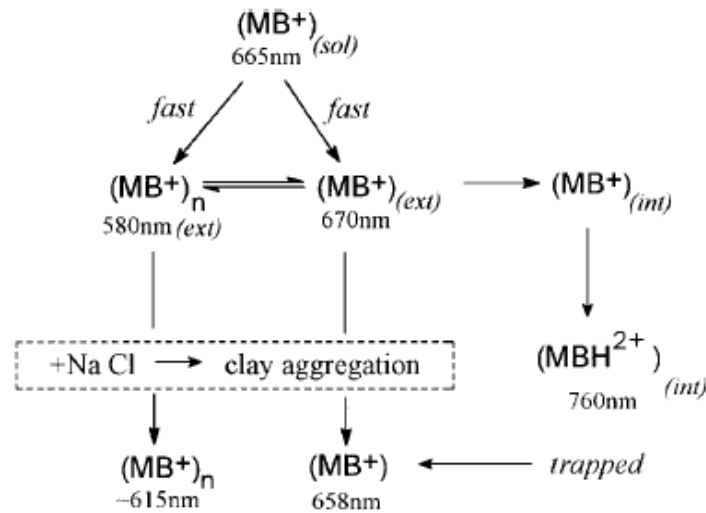 (MB+)(sol)
665nm
fast fast
(MB+)n (MB+)(ext) (MB+)(int)
580nm (ext) 670nm
+Na Cl clay aggregation
(MBH2+)(int)
760nm
(MB+)n (MB+) trapped
~615nm 658nm